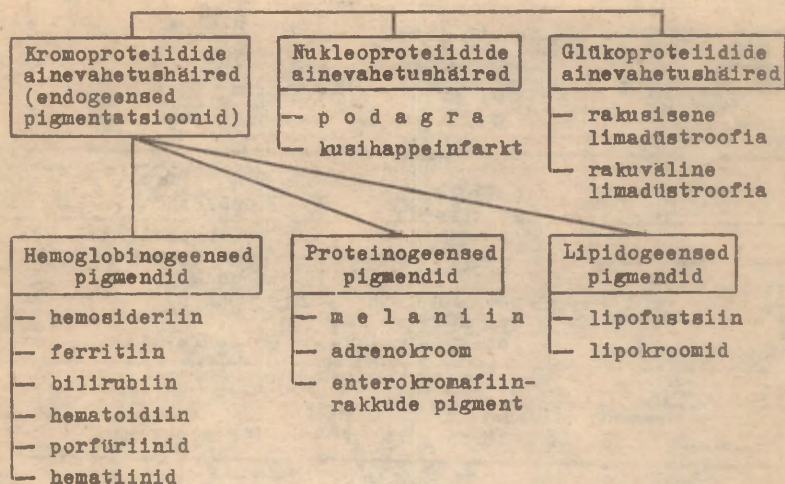 Kromoproteiidide
ainevahetushäired
(endogeensed
pigmentatsioonid)
Nukleoproteiidide
ainevahetushäired
— p o d a g r a
— kusihappeinfarkt
Glükoproteiidide
ainevahetushäired
— rakusisene
limadüstroofia
— rakuväline
limadüstroofia
Hemoglobinogeensed
pigmendid
— hemosideriin
— ferritiin
— bilirubiin
— hematoidiin
— porfüriinid
— hematiinid
Proteinogeensed
pigmendid
— m e l a n i i n
— adrenokroom
— enterokromafiin-
rakkude pigment
Lipidogeensed
pigmendid
— lipofustsiin
— lipokroomid